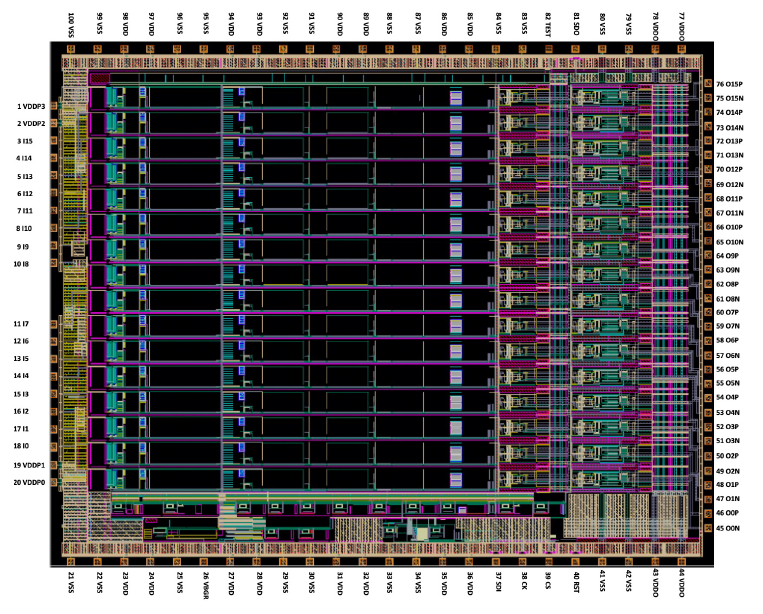 100 VSS
99 VSS
98 VDD
97 VDD
96 VSS
95 VSS
94 VDD
93 VDD
92 VSS
91 VSS
90 VDD
89 VDD
88 VSS
87 VSS
86 VDD
85 VDD
84 VSS
83 VSS
82 TEST
81 SDO
80 VSS
79 VSS
78 VDDO
77 VDDO
1 VDDP3
2 VDDP2
3 I15
4 I14
5 I13
6 I12
7 I11
8 I10
9 I9
10 I8
11 I7
12 I6
13 I5
14 I4
15 I3
16 I2
17 I1
18 I0
19 VDDP1
20 VDDP0
76 O15P
75 O15N
74 O14P
73 O14N
72 O13P
71 O13N
70 O12P
69 O12N
68 O11P
67 O11N
66 O10P
65 O10N
64 O9P
63 O9N
62 O8P
61 O8N
60 O7P
59 O7N
58 O6P
57 O6N
56 O5P
55 O5N
54 O4P
53 O4N
52 O3P
51 O3N
50 O2P
49 O2N
48 O1P
47 O1N
46 O0P
45 O0N
21 VSS
22 VSS
23 VDD
24 VDD
25 VSS
26 VBGR
27 VDD
28 VDD
29 VSS
30 VSS
31 VDD
32 VDD
33 VSS
34 VSS
35 VDD
36 VDD
37 SDI
38 CK
39 CS
40 RST
41 VSS
42 VSS
43 VDDO
44 VDDO